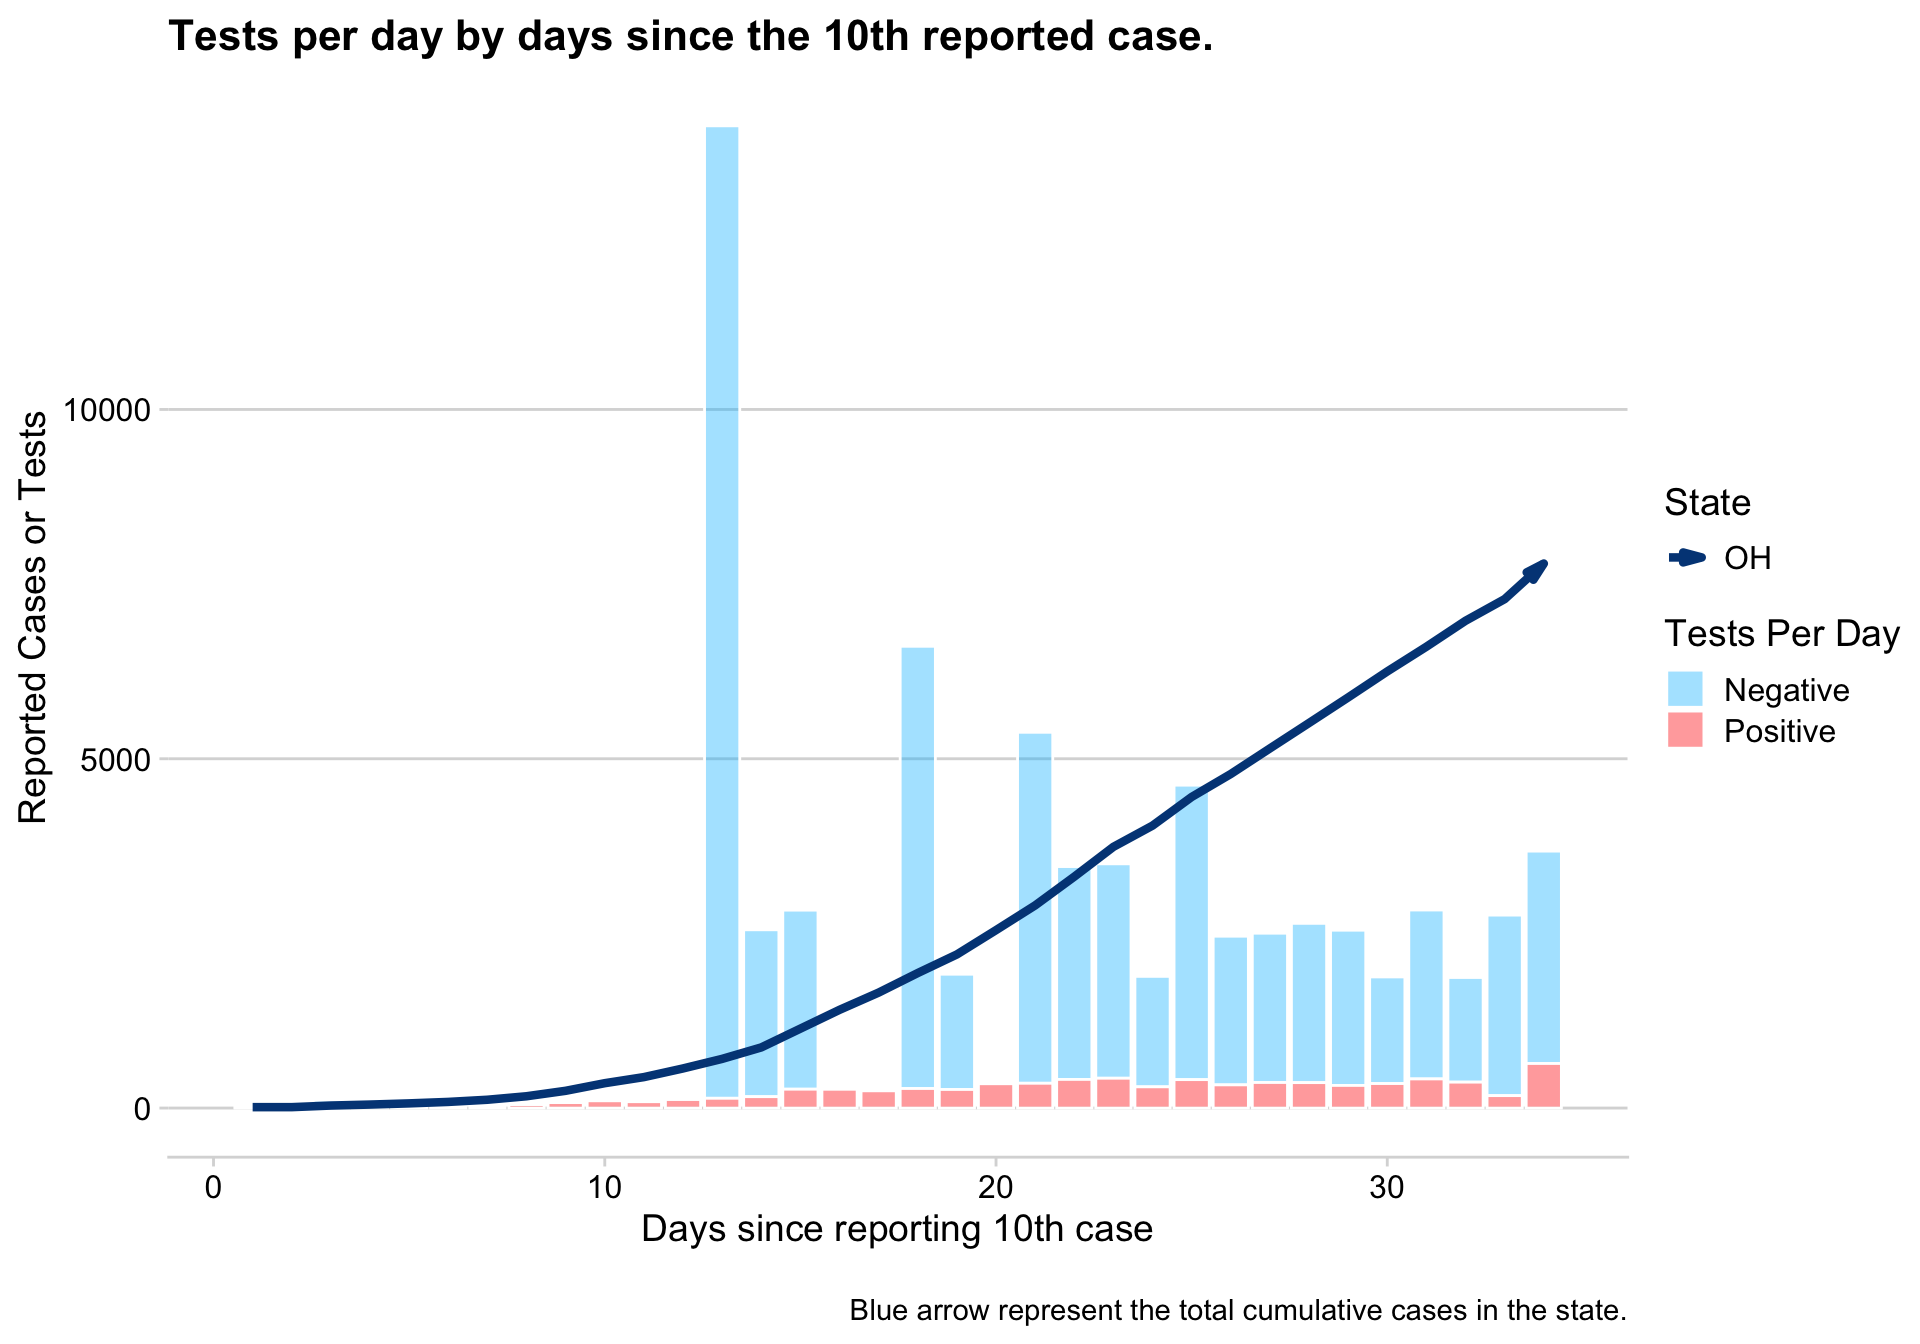 Tests per day by days since the 10th reported case.
Reported Cases or Tests
10000
5000
0
0
10
20
30
Days since reporting 10th case
State
OH
Tests Per Day
Negative
Positive
Blue arrow represent the total cumulative cases in the state.